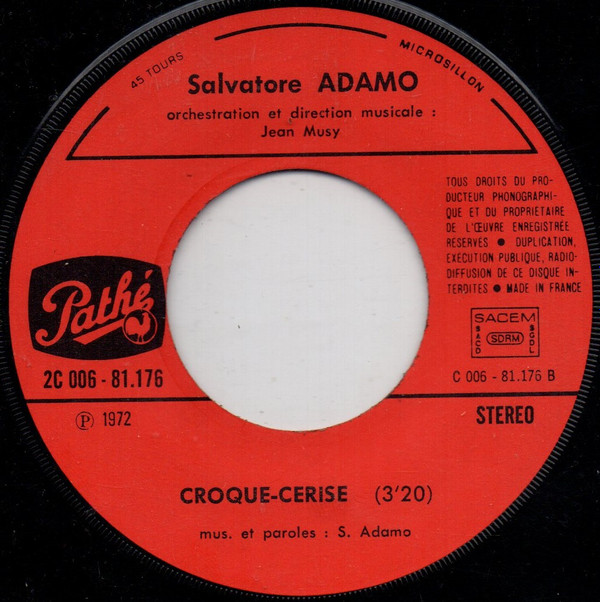 45 TOURS
MICROSILLON
Salvatore ADAMO
orchestration et direction musicale :
Jean Musy
TOUS DROITS DU PRO-
DUCTEUR PHONOGRAPHI-
QUE ET DU PROPRIÉTAIRE
DE L'ŒUVRE ENREGISTRÉE
RÉSERVÉS ● DUPLICATION,
EXÉCUTION PUBLIQUE, RADIO-
DIFFUSION DE CE DISQUE IN-
TERDITES ● MADE IN FRANCE
Pathé
SACEM
SACD
SDRM
SGDL
2C 006 - 81.176
C 006 - 81.176 B
Ⓟ 1972
STEREO
CROQUE-CERISE (3'20)
mus. et paroles : S. Adamo